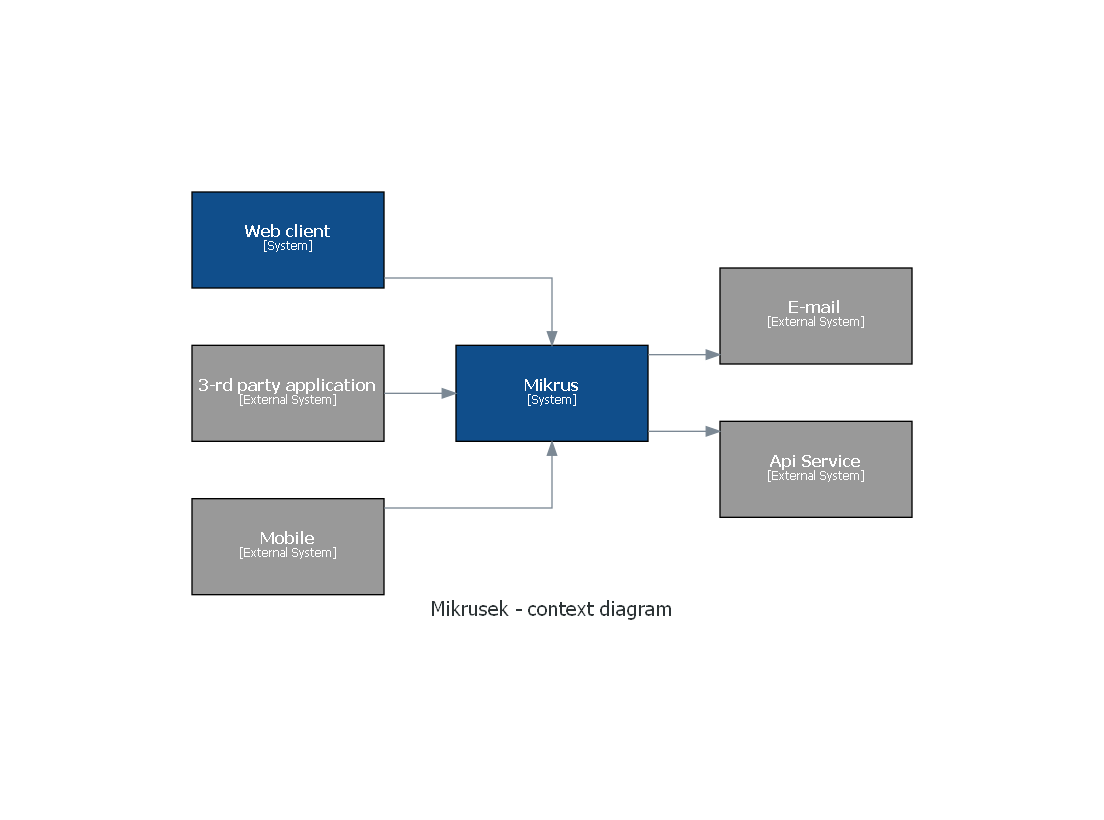 Web client
[System]
3-rd party application
[External System]
Mobile
[External System]
Mikrus
[System]
E-mail
[External System]
Api Service
[External System]
Mikrusek - context diagram